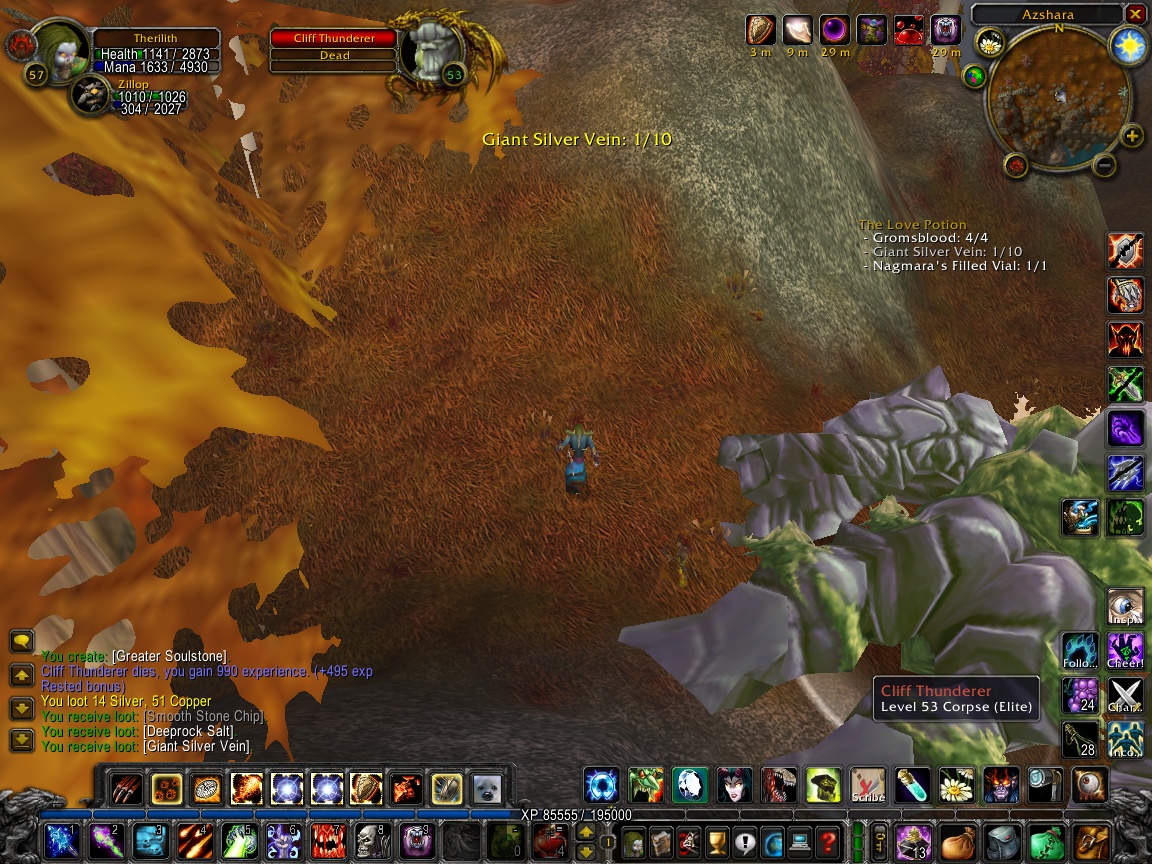 Therilith
Health 1141 / 2873
Mana 1633 / 4930
57
Zillop
1010 / 1026
304 / 2027
Cliff Thunderer
Dead
53
3 m
9 m
29 m
29 m
Azshara
N
Giant Silver Vein: 1/10
The Love Potion
- Gromsblood: 4/4
- Giant Silver Vein: 1/10
- Nagmara's Filled Vial: 1/1
You create: [Greater Soulstone].
Cliff Thunderer dies, you gain 990 experience. (+495 exp
Rested bonus)
You loot 14 Silver, 51 Copper
You receive loot: [Smooth Stone Chip].
You receive loot: [Deeprock Salt].
You receive loot: [Giant Silver Vein].
Cliff Thunderer
Level 53 Corpse (Elite)
Follo...
Cheer!
24
Char...
28
Scribe
XP 85555 / 195000
1
2
3
4
5
6
7
8
9
0
1
13